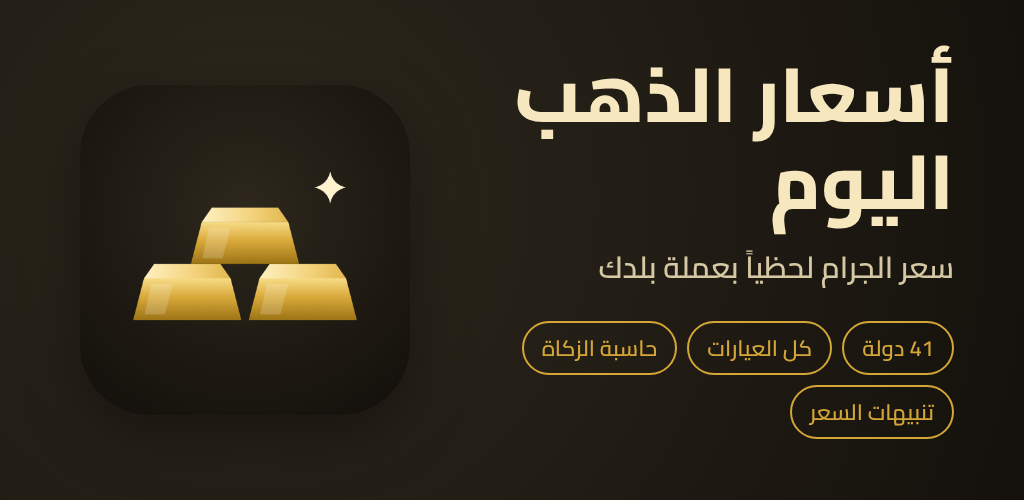 أسعار الذهب
اليوم
سعر الجرام لحظياً بعملة بلدك
41 دولة
كل العيارات
حاسبة الزكاة
تنبيهات السعر